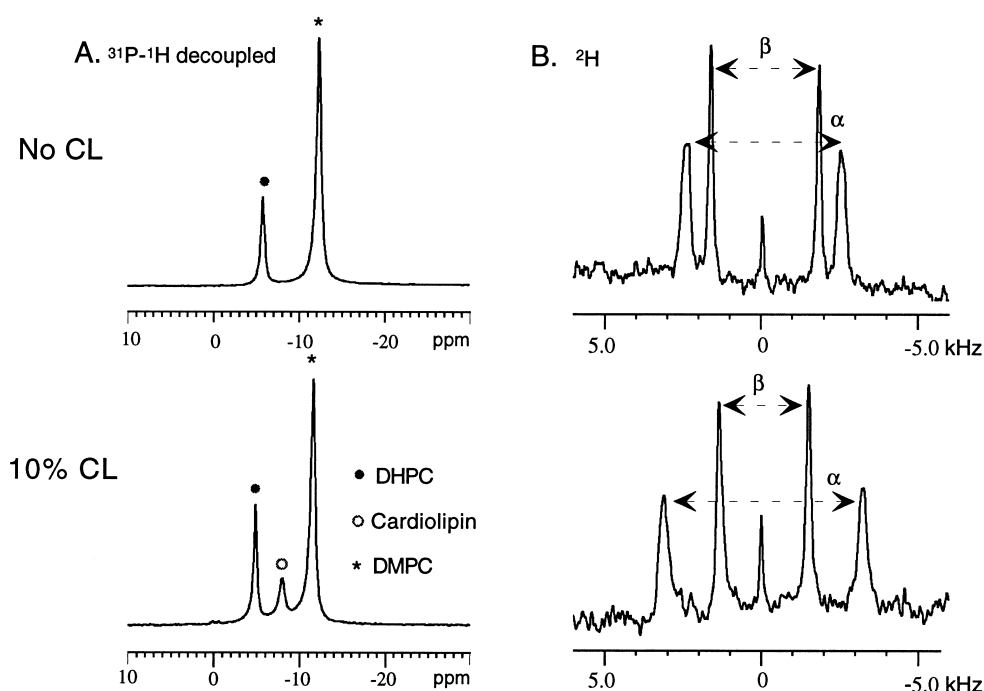 A. ³¹P-¹H decoupled
*
No CL
10 0 -10 -20 ppm
B. ²H
β
α
5.0 0 -5.0 kHz
*
10% CL
● DHPC
○ Cardiolipin
* DMPC
10 0 -10 -20 ppm
β
α
5.0 0 -5.0 kHz